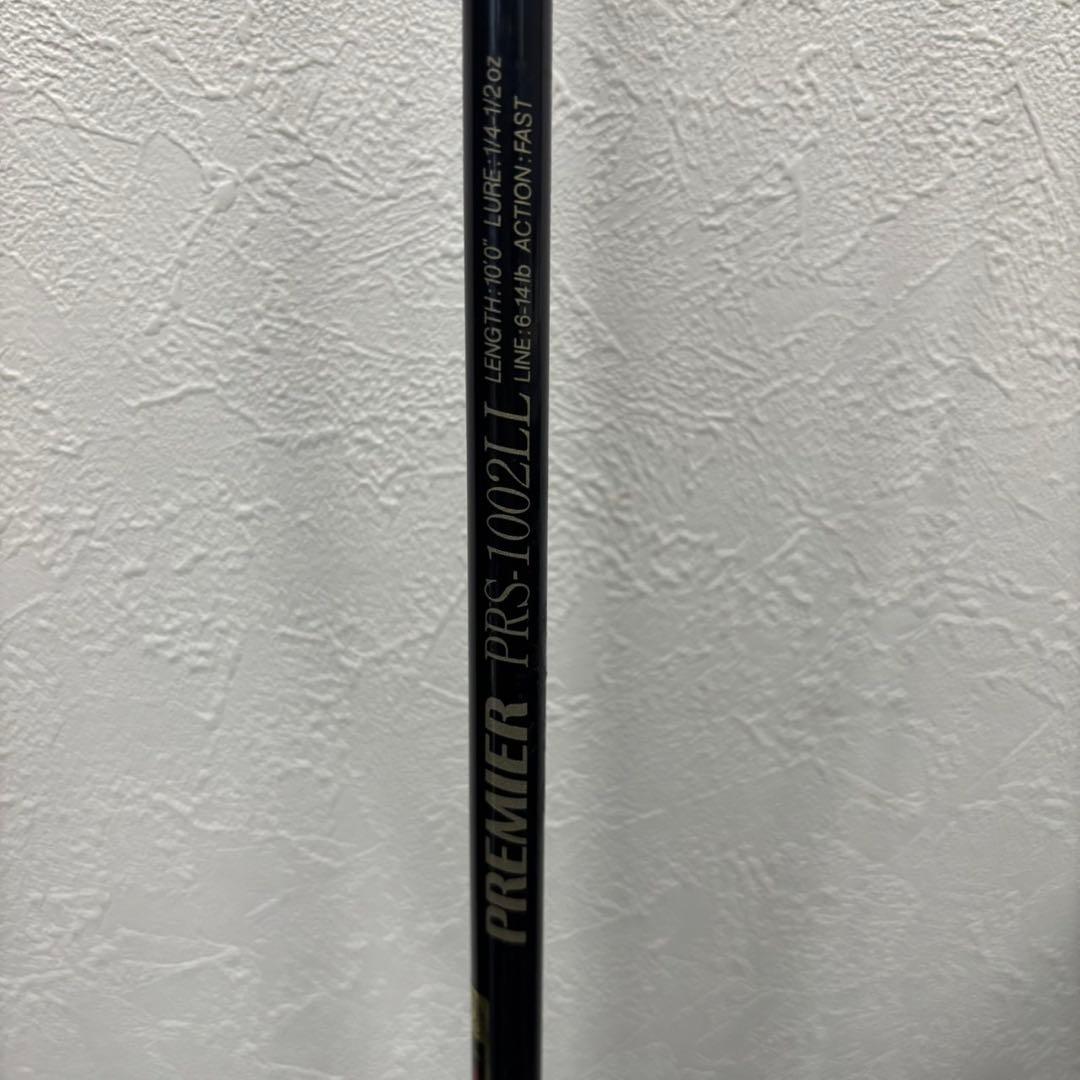 PREMIER PRS-1002LL
LENGTH:10'0" LURE:1/4-1/2oz
LINE:6-14lb ACTION:FAST